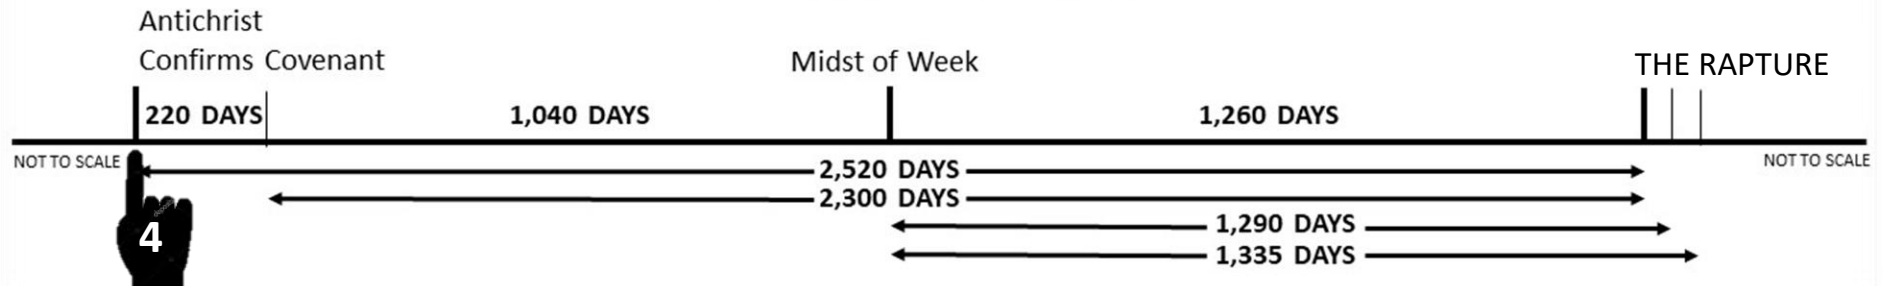 Antichrist
Confirms Covenant
Midst of Week
THE RAPTURE
220 DAYS
1,040 DAYS
1,260 DAYS
NOT TO SCALE
NOT TO SCALE
2,520 DAYS
2,300 DAYS
1,290 DAYS
1,335 DAYS
4